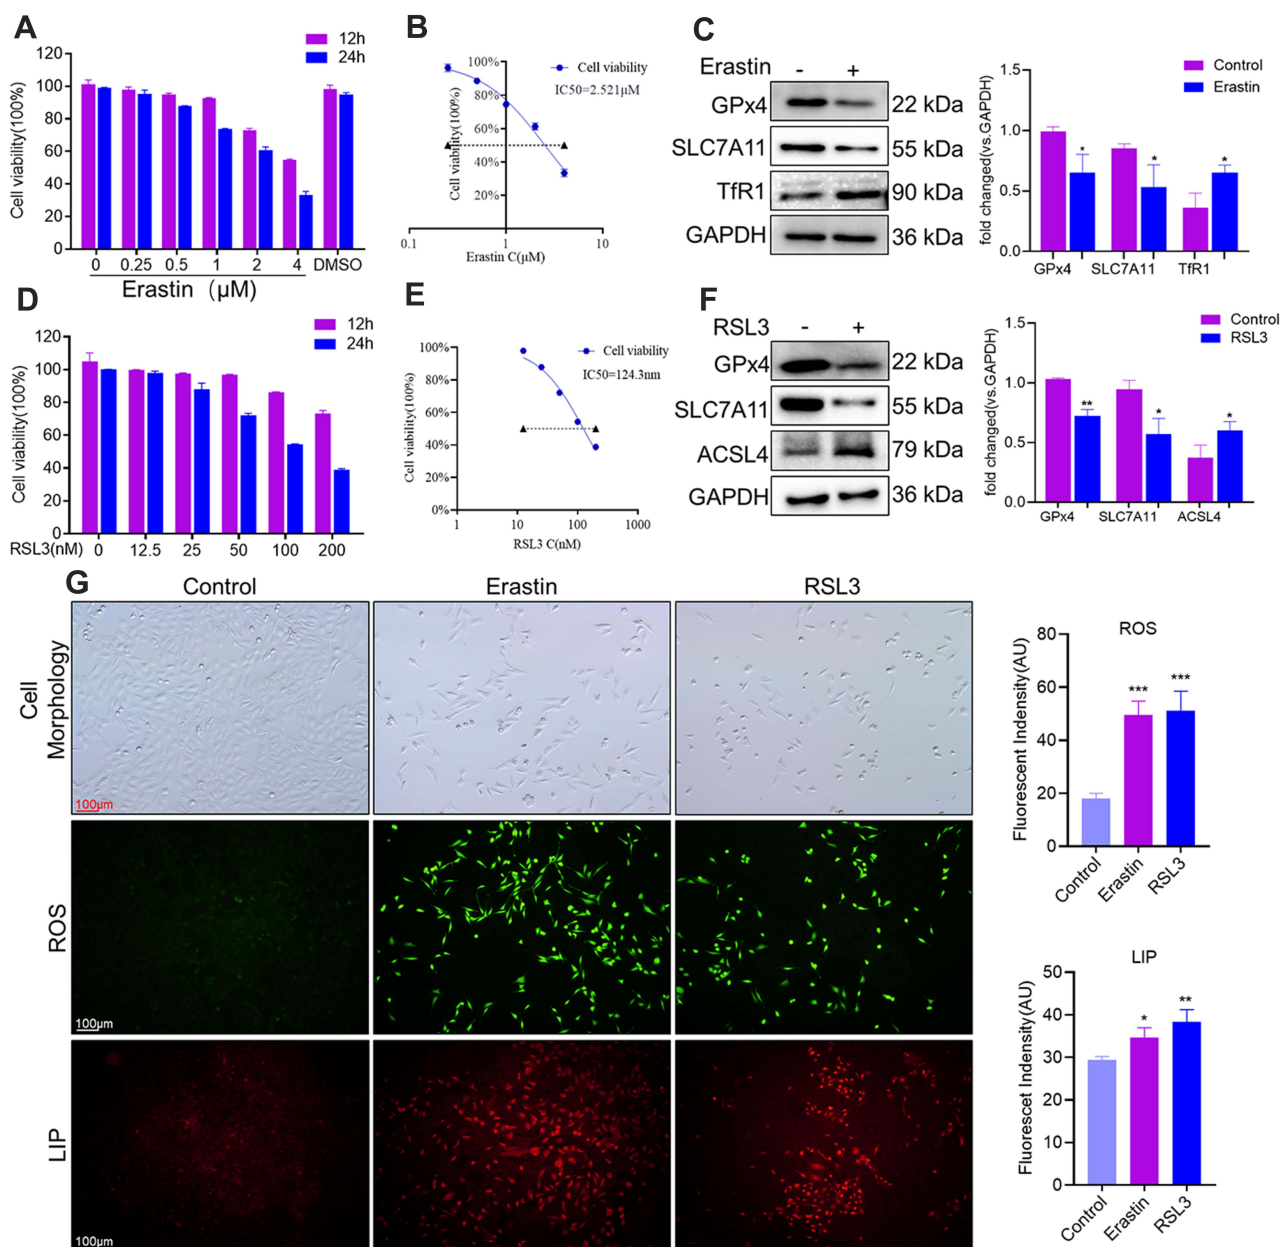 A
12h
24h
120
100
80
60
40
20
0
Cell viability(100%)
0 0.25 0.5 1 2 4 DMSO
Erastin (μM)
B
100%
80%
60%
40%
20%
Cell viability(100%)
Cell viability
IC50=2.521μM
0.1 1 10
Erastin C(μM)
C
Erastin - +
GPx4 22 kDa
SLC7A11 55 kDa
TfR1 90 kDa
GAPDH 36 kDa
Control
Erastin
1.5
1.0
0.5
0.0
fold changed(vs.GAPDH)
* * *
GPx4 SLC7A11 TfR1
D
12h
24h
120
100
80
60
40
20
0
Cell viability(100%)
RSL3(nM) 0 12.5 25 50 100 200
E
100%
80%
60%
40%
20%
0%
Cell viability(100%)
Cell viability
IC50=124.3nm
1 10 100 1000
RSL3 C(nM)
F
RSL3 - +
GPx4 22 kDa
SLC7A11 55 kDa
ACSL4 79 kDa
GAPDH 36 kDa
Control
RSL3
1.5
1.0
0.5
0.0
fold changed(vs.GAPDH)
** * *
GPx4 SLC7A11 ACSL4
G
Control Erastin RSL3
Cell
Morphology
100μm
ROS
100μm
LIP
100μm
ROS
80
60
40
20
0
Fluorescent Indensity(AU)
*** ***
Control Erastin RSL3
LIP
50
40
30
20
10
0
Fluorescet Indensity(AU)
* **
Control Erastin RSL3